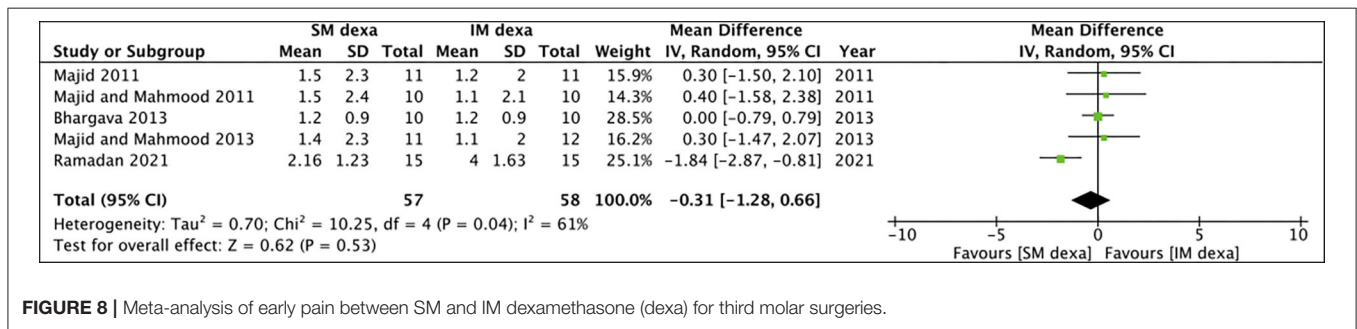 SM dexa IM dexa Mean Difference Mean Difference
Study or Subgroup Mean SD Total Mean SD Total Weight IV, Random, 95% CI Year IV, Random, 95% CI
Majid 2011 1.5 2.3 11 1.2 2 11 15.9% 0.30 [-1.50, 2.10] 2011
Majid and Mahmood 2011 1.5 2.4 10 1.1 2.1 10 14.3% 0.40 [-1.58, 2.38] 2011
Bhargava 2013 1.2 0.9 10 1.2 0.9 10 28.5% 0.00 [-0.79, 0.79] 2013
Majid and Mahmood 2013 1.4 2.3 11 1.1 2 12 16.2% 0.30 [-1.47, 2.07] 2013
Ramadan 2021 2.16 1.23 15 4 1.63 15 25.1% -1.84 [-2.87, -0.81] 2021
Total (95% CI) 57 58 100.0% -0.31 [-1.28, 0.66]
Heterogeneity: Tau² = 0.70; Chi² = 10.25, df = 4 (P = 0.04); I² = 61%
Test for overall effect: Z = 0.62 (P = 0.53)
-10 -5 0 5 10
Favours [SM dexa] Favours [IM dexa]
FIGURE 8 | Meta-analysis of early pain between SM and IM dexamethasone (dexa) for third molar surgeries.